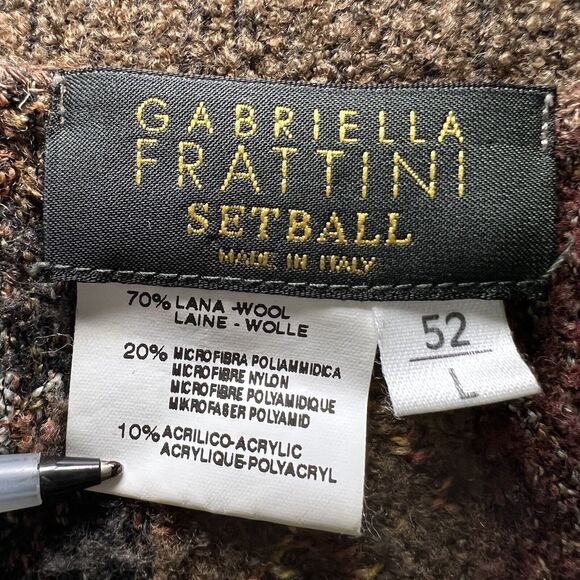 GABRIELLA
FRATTINI
SETBALL
MADE IN ITALY
70% LANA - WOOL
LAINE - WOLLE
20% MICROFIBRA POLIAMMIDICA
MICROFIBRE NYLON
MICROFIBRE POLYAMIDIQUE
MIKROFASER POLYAMID
10% ACRILICO-ACRYLIC
ACRYLIQUE-POLYACRYL
52
L